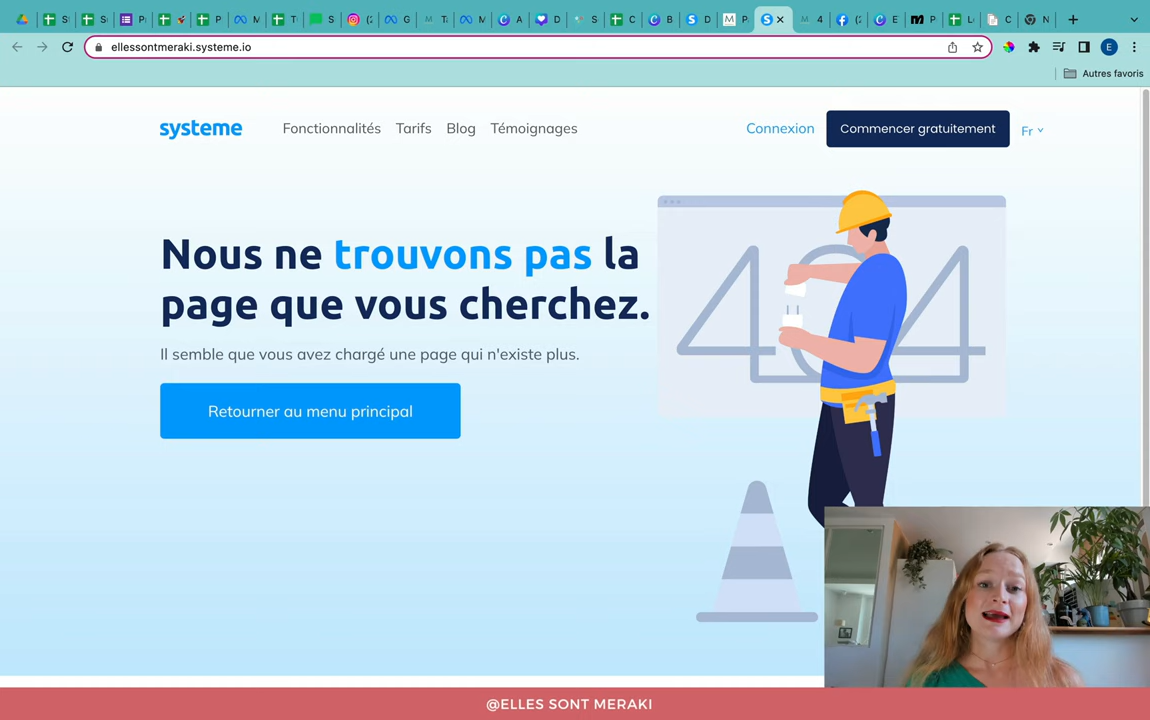 ellessontmeraki.systeme.io
E
Autres favoris
systeme
Fonctionnalités
Tarifs
Blog
Témoignages
Connexion
Commencer gratuitement
Fr
404
Nous ne trouvons pas la
page que vous cherchez.
Il semble que vous avez chargé une page qui n'existe plus.
Retourner au menu principal
@ELLES SONT MERAKI